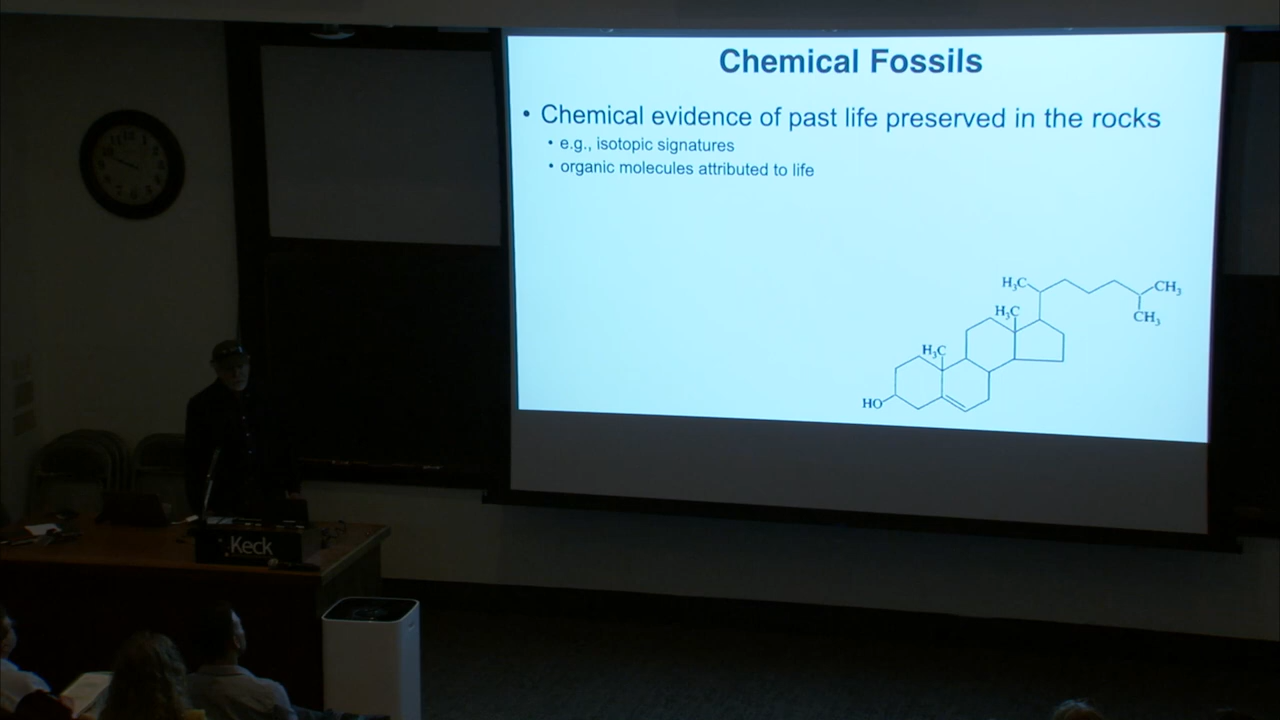 Chemical Fossils
• Chemical evidence of past life preserved in the rocks
• e.g., isotopic signatures
• organic molecules attributed to life
H₃C
CH₃
H₃C
CH₃
H₃C
HO
Keck